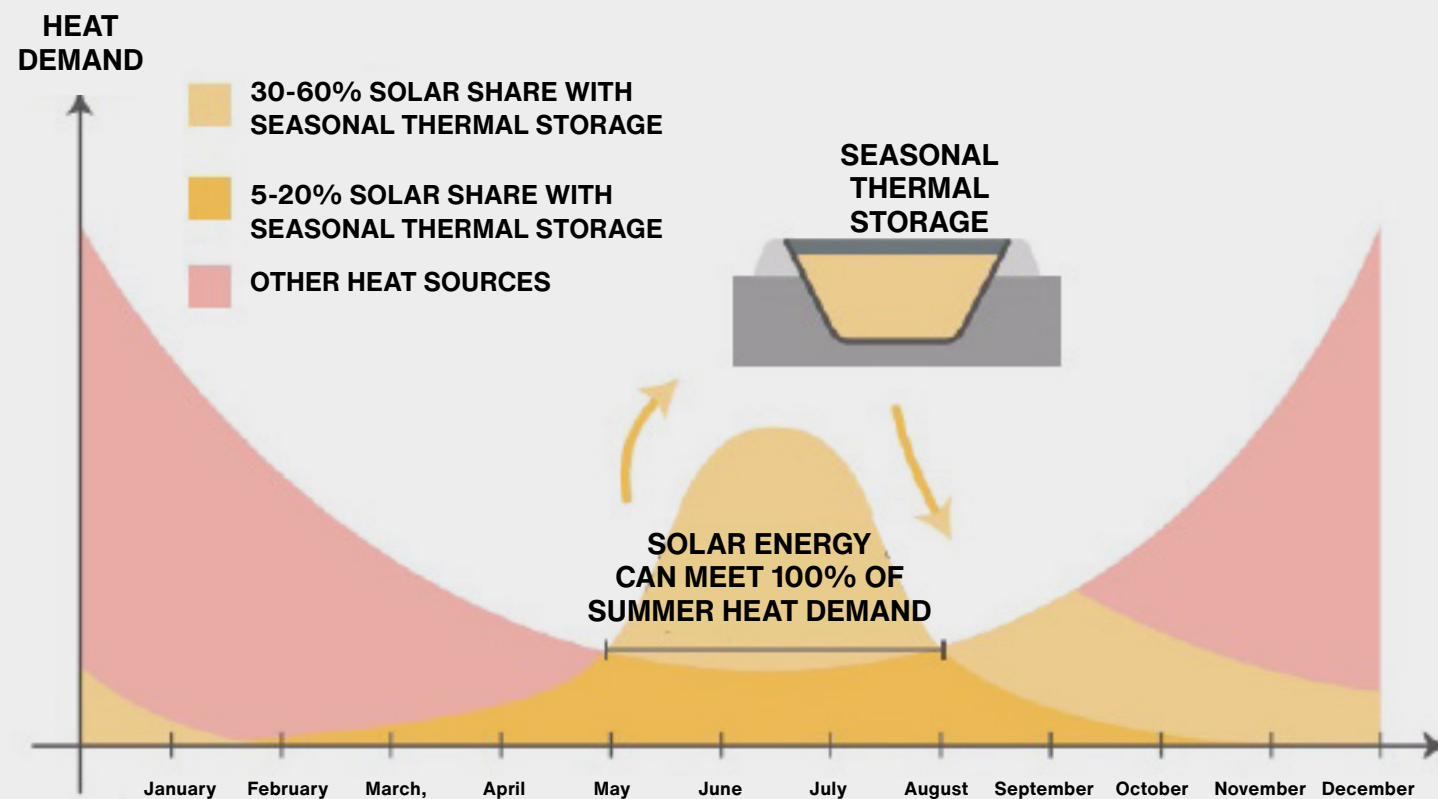 HEAT
DEMAND
30-60% SOLAR SHARE WITH
SEASONAL THERMAL STORAGE
5-20% SOLAR SHARE WITH
SEASONAL THERMAL STORAGE
OTHER HEAT SOURCES
SEASONAL
THERMAL
STORAGE
SOLAR ENERGY
CAN MEET 100% OF
SUMMER HEAT DEMAND
January February March, April May June July August September October November December